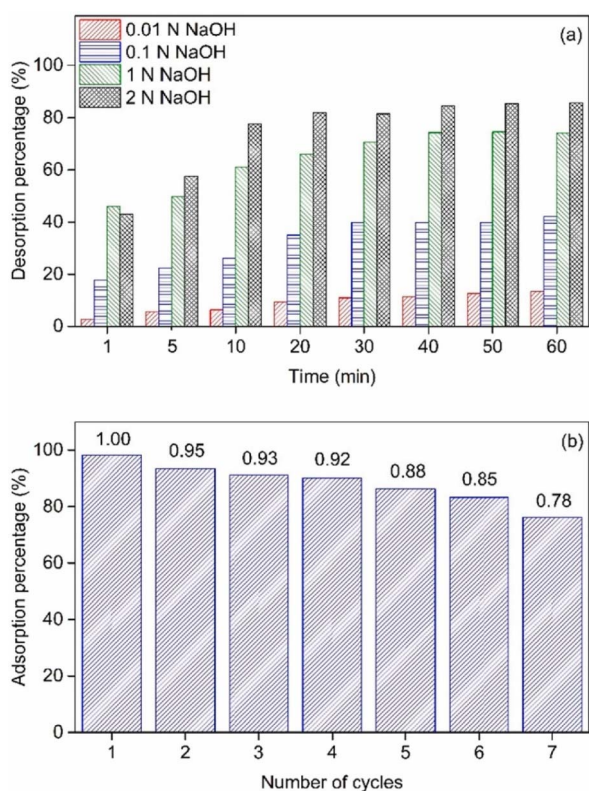 (a)
0.01 N NaOH
0.1 N NaOH
1 N NaOH
2 N NaOH
Desorption percentage (%)
100
80
60
40
20
0
1 5 10 20 30 40 50 60
Time (min)
(b)
Adsorption percentage (%)
100
80
60
40
20
0
1.00 0.95 0.93 0.92 0.88 0.85 0.78
1 2 3 4 5 6 7
Number of cycles